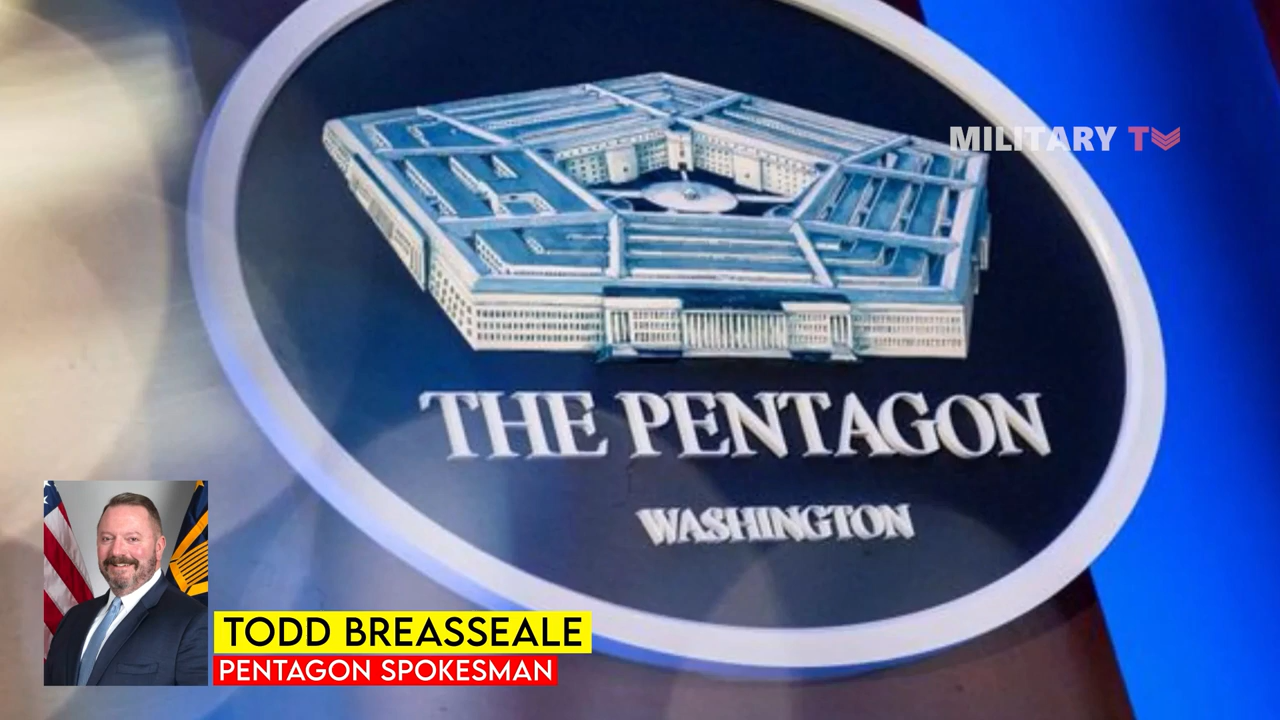 MILITARY TV
THE PENTAGON
WASHINGTON
TODD BREASSEALE
PENTAGON SPOKESMAN